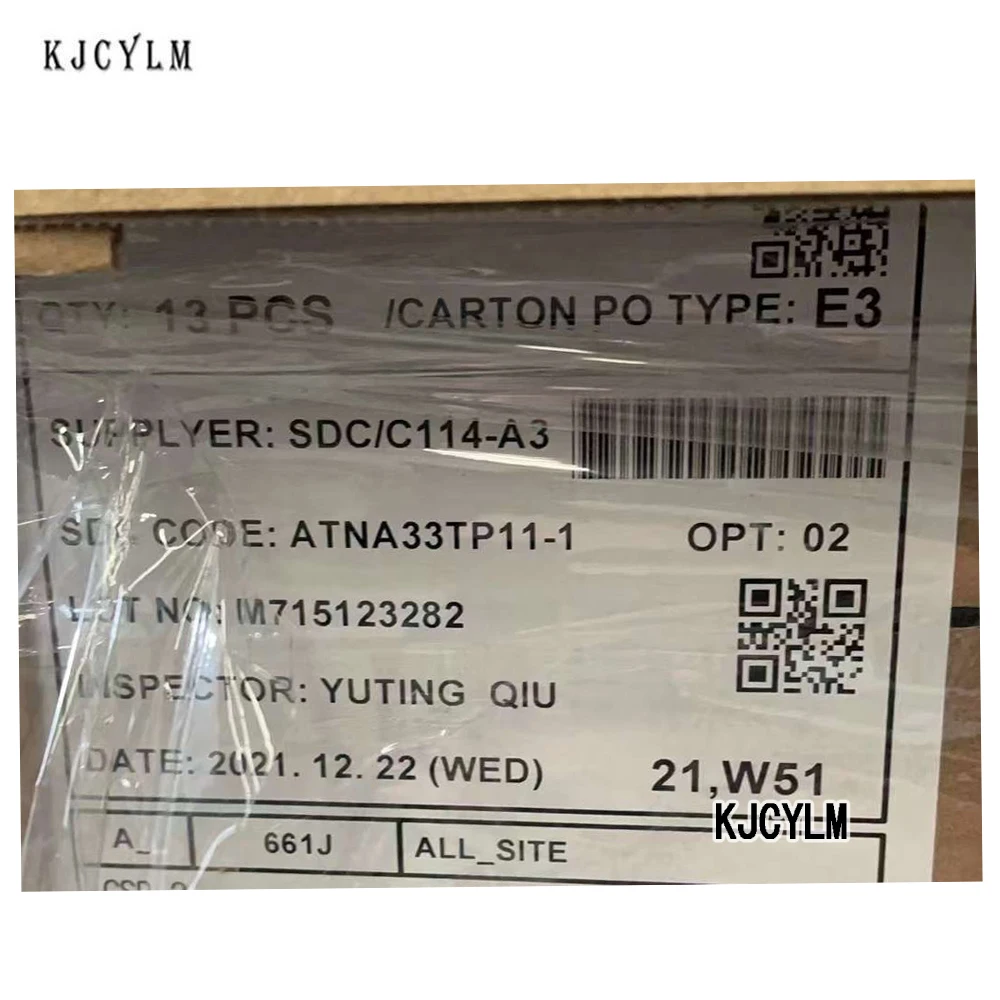 KJCYLM
QTY: 13 PCS /CARTON PO TYPE: E3
SUPPLYER: SDC/C114-A3
SDC CODE: ATNA33TP11-1 OPT: 02
LOT NO: M715123282
INSPECTOR: YUTING QIU
DATE: 2021. 12. 22 (WED) 21,W51
KJCYLM
A_ 661J ALL_SITE